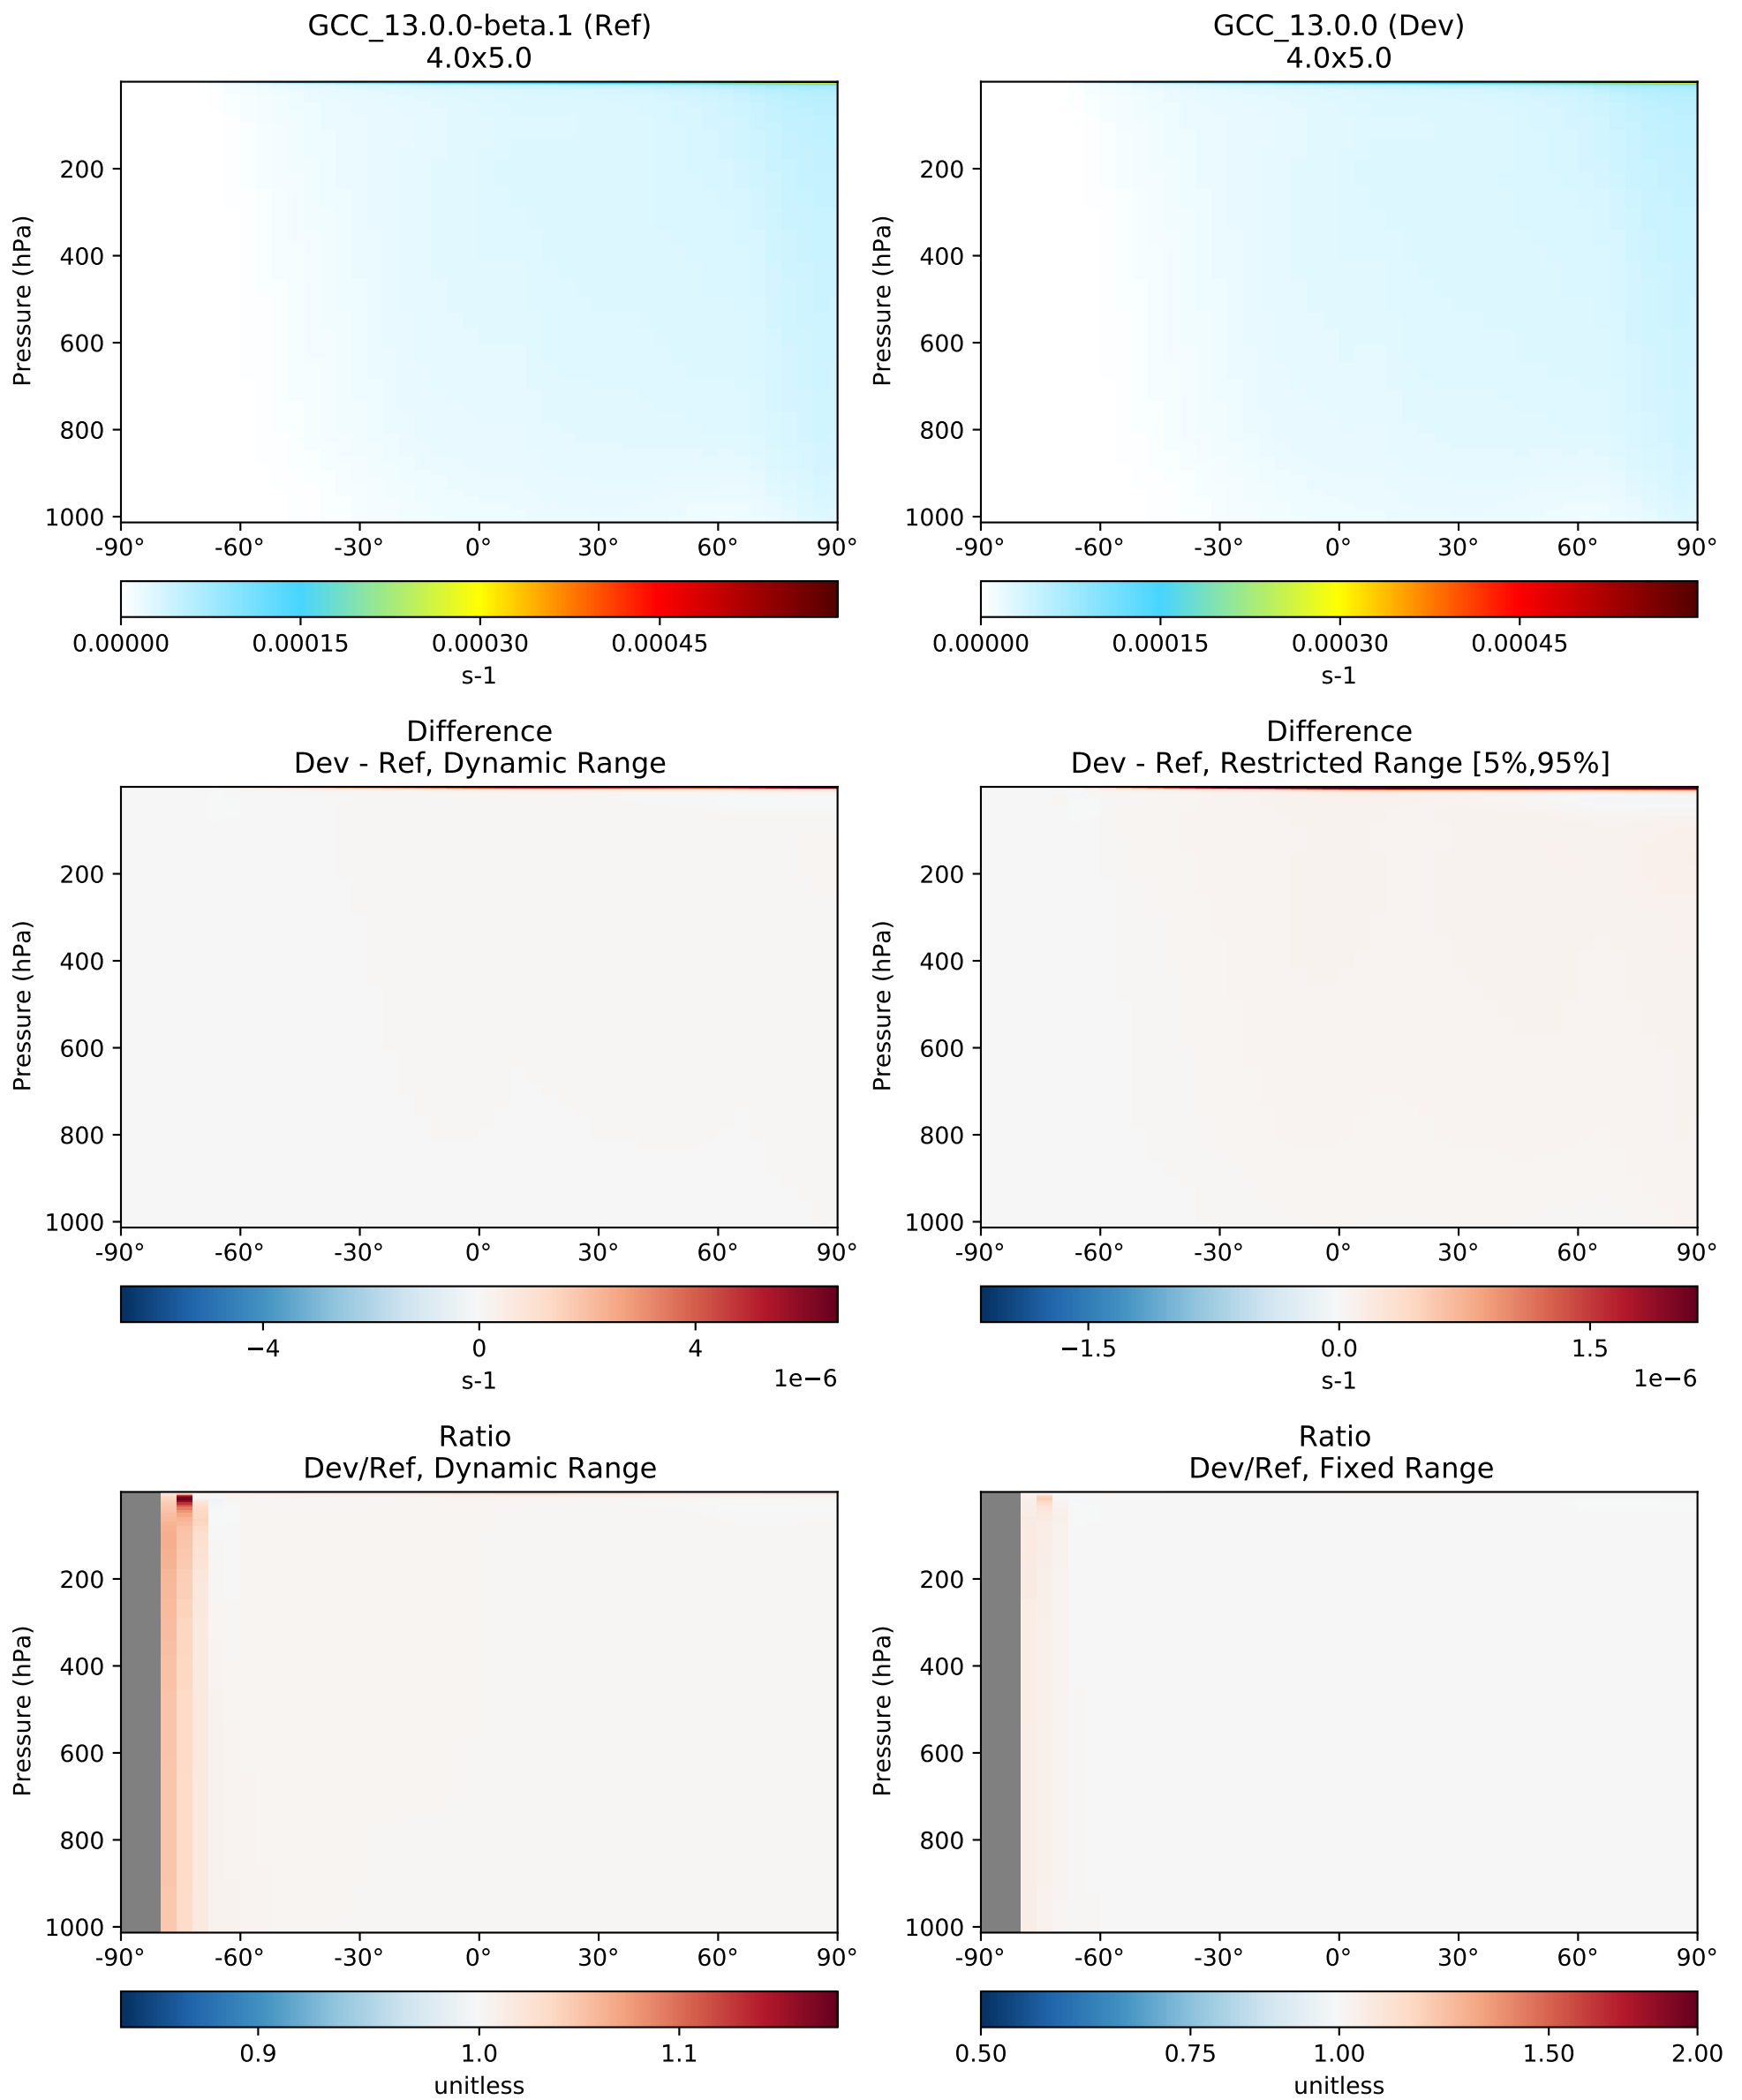 GCC_13.0.0-beta.1 (Ref)
4.0x5.0
Pressure (hPa)
200
400
600
800
1000
-90° -60° -30° 0° 30° 60° 90°
0.00000 0.00015 0.00030 0.00045
s-1
GCC_13.0.0 (Dev)
4.0x5.0
Pressure (hPa)
200
400
600
800
1000
-90° -60° -30° 0° 30° 60° 90°
0.00000 0.00015 0.00030 0.00045
s-1
Difference
Dev - Ref, Dynamic Range
Pressure (hPa)
200
400
600
800
1000
-90° -60° -30° 0° 30° 60° 90°
−4 0 4
s-1 1e−6
Difference
Dev - Ref, Restricted Range [5%,95%]
Pressure (hPa)
200
400
600
800
1000
-90° -60° -30° 0° 30° 60° 90°
−1.5 0.0 1.5
s-1 1e−6
Ratio
Dev/Ref, Dynamic Range
Pressure (hPa)
200
400
600
800
1000
-90° -60° -30° 0° 30° 60° 90°
0.9 1.0 1.1
unitless
Ratio
Dev/Ref, Fixed Range
Pressure (hPa)
200
400
600
800
1000
-90° -60° -30° 0° 30° 60° 90°
0.50 0.75 1.00 1.50 2.00
unitless